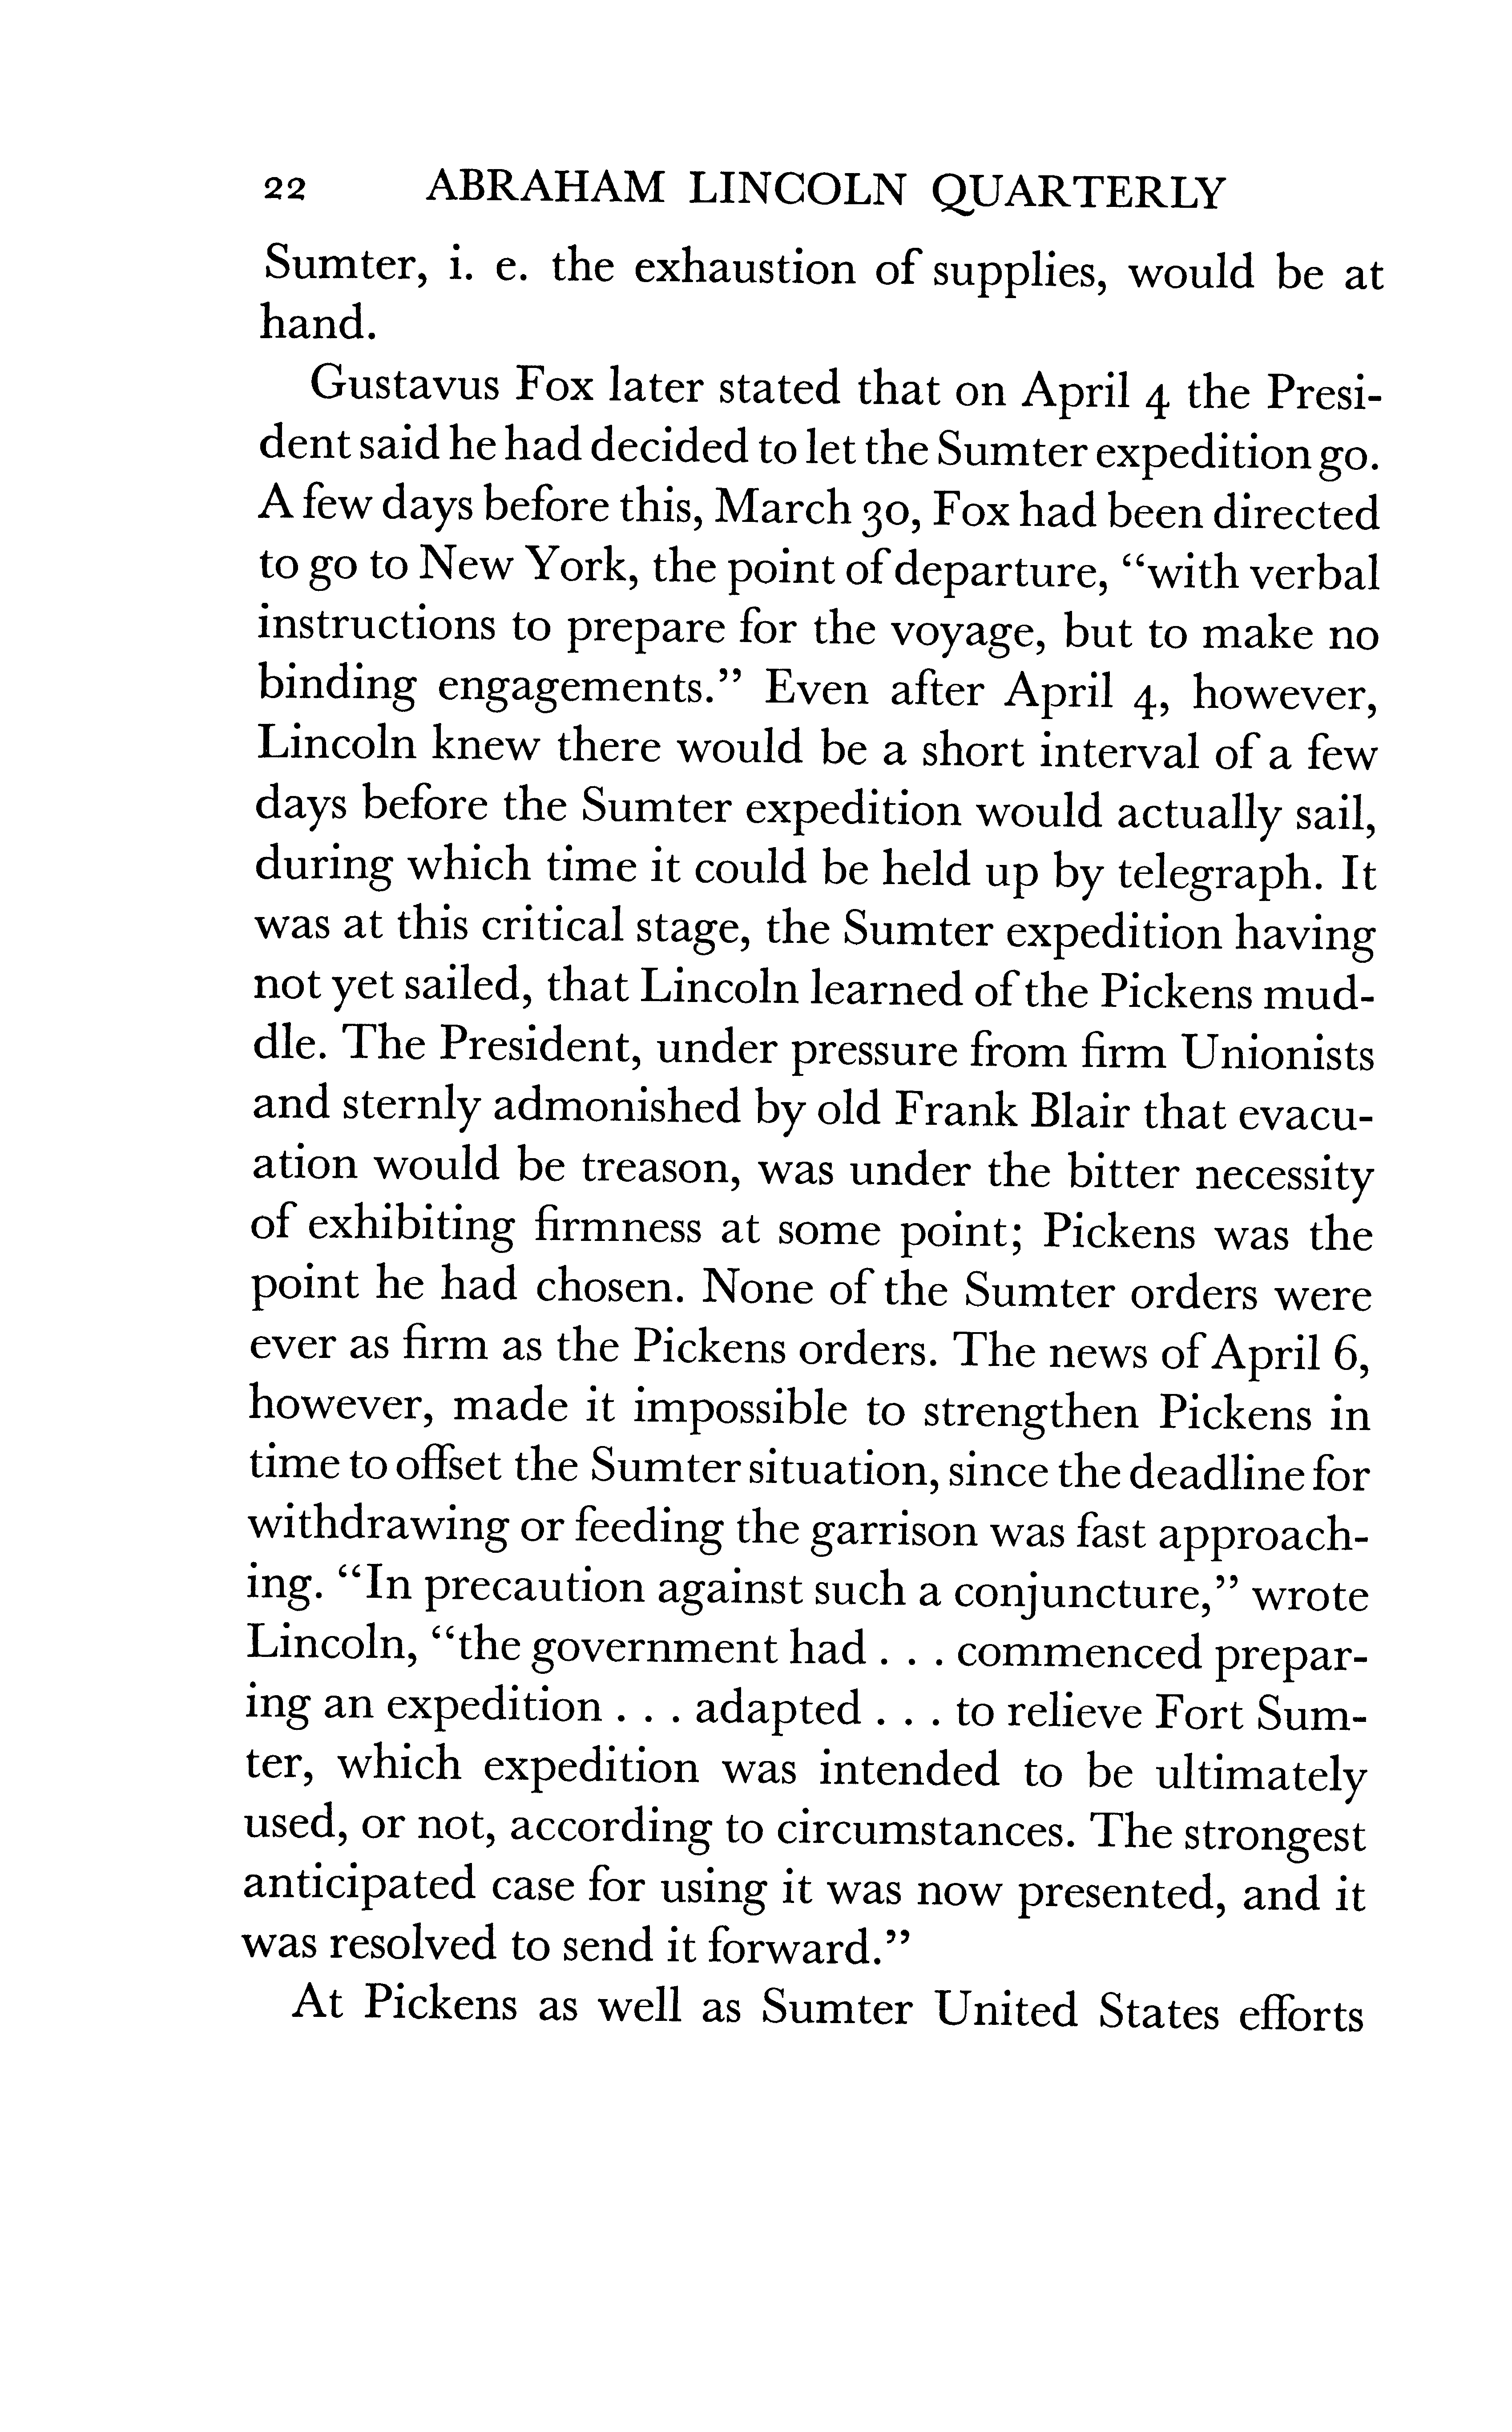 22 ABRAHAM LINCOLN QUARTERLY
Sumter, i. e. the exhaustion of supplies, would be at
hand.
Gustavus Fox later stated that on April 4 the Presi-
dent said he had decided to let the Sumter expedition go.
A few days before this, March 30, Fox had been directed
to go to New York, the point of departure, “with verbal
instructions to prepare for the voyage, but to make no
binding engagements.” Even after April 4, however,
Lincoln knew there would be a short interval of a few
days before the Sumter expedition would actually sail,
during which time it could be held up by telegraph. It
was at this critical stage, the Sumter expedition having
not yet sailed, that Lincoln learned of the Pickens mud-
dle. The President, under pressure from firm Unionists
and sternly admonished by old Frank Blair that evacu-
ation would be treason, was under the bitter necessity
of exhibiting firmness at some point; Pickens was the
point he had chosen. None of the Sumter orders were
ever as firm as the Pickens orders. The news of April 6,
however, made it impossible to strengthen Pickens in
time to offset the Sumter situation, since the deadline for
withdrawing or feeding the garrison was fast approach-
ing. “In precaution against such a conjuncture,” wrote
Lincoln, “the government had . . . commenced prepar-
ing an expedition . . . adapted . . . to relieve Fort Sum-
ter, which expedition was intended to be ultimately
used, or not, according to circumstances. The strongest
anticipated case for using it was now presented, and it
was resolved to send it forward.”
At Pickens as well as Sumter United States efforts